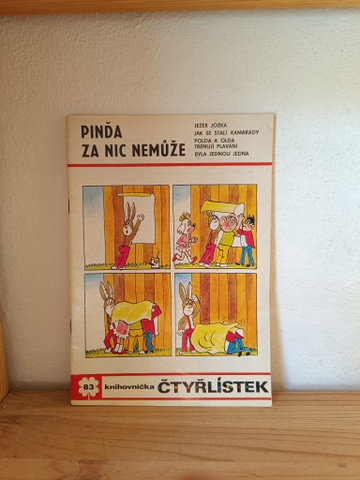 PINĎA
ZA NIC NEMŮŽE
JEŽEK JOŽKA
JAK SE STALI KAMARÁDY
POLDA A OLDA
TRÉNUJÍ PLAVÁNÍ
BYLA JEDNOU JEDNA
83 knihovnička ČTYŘLÍSTEK